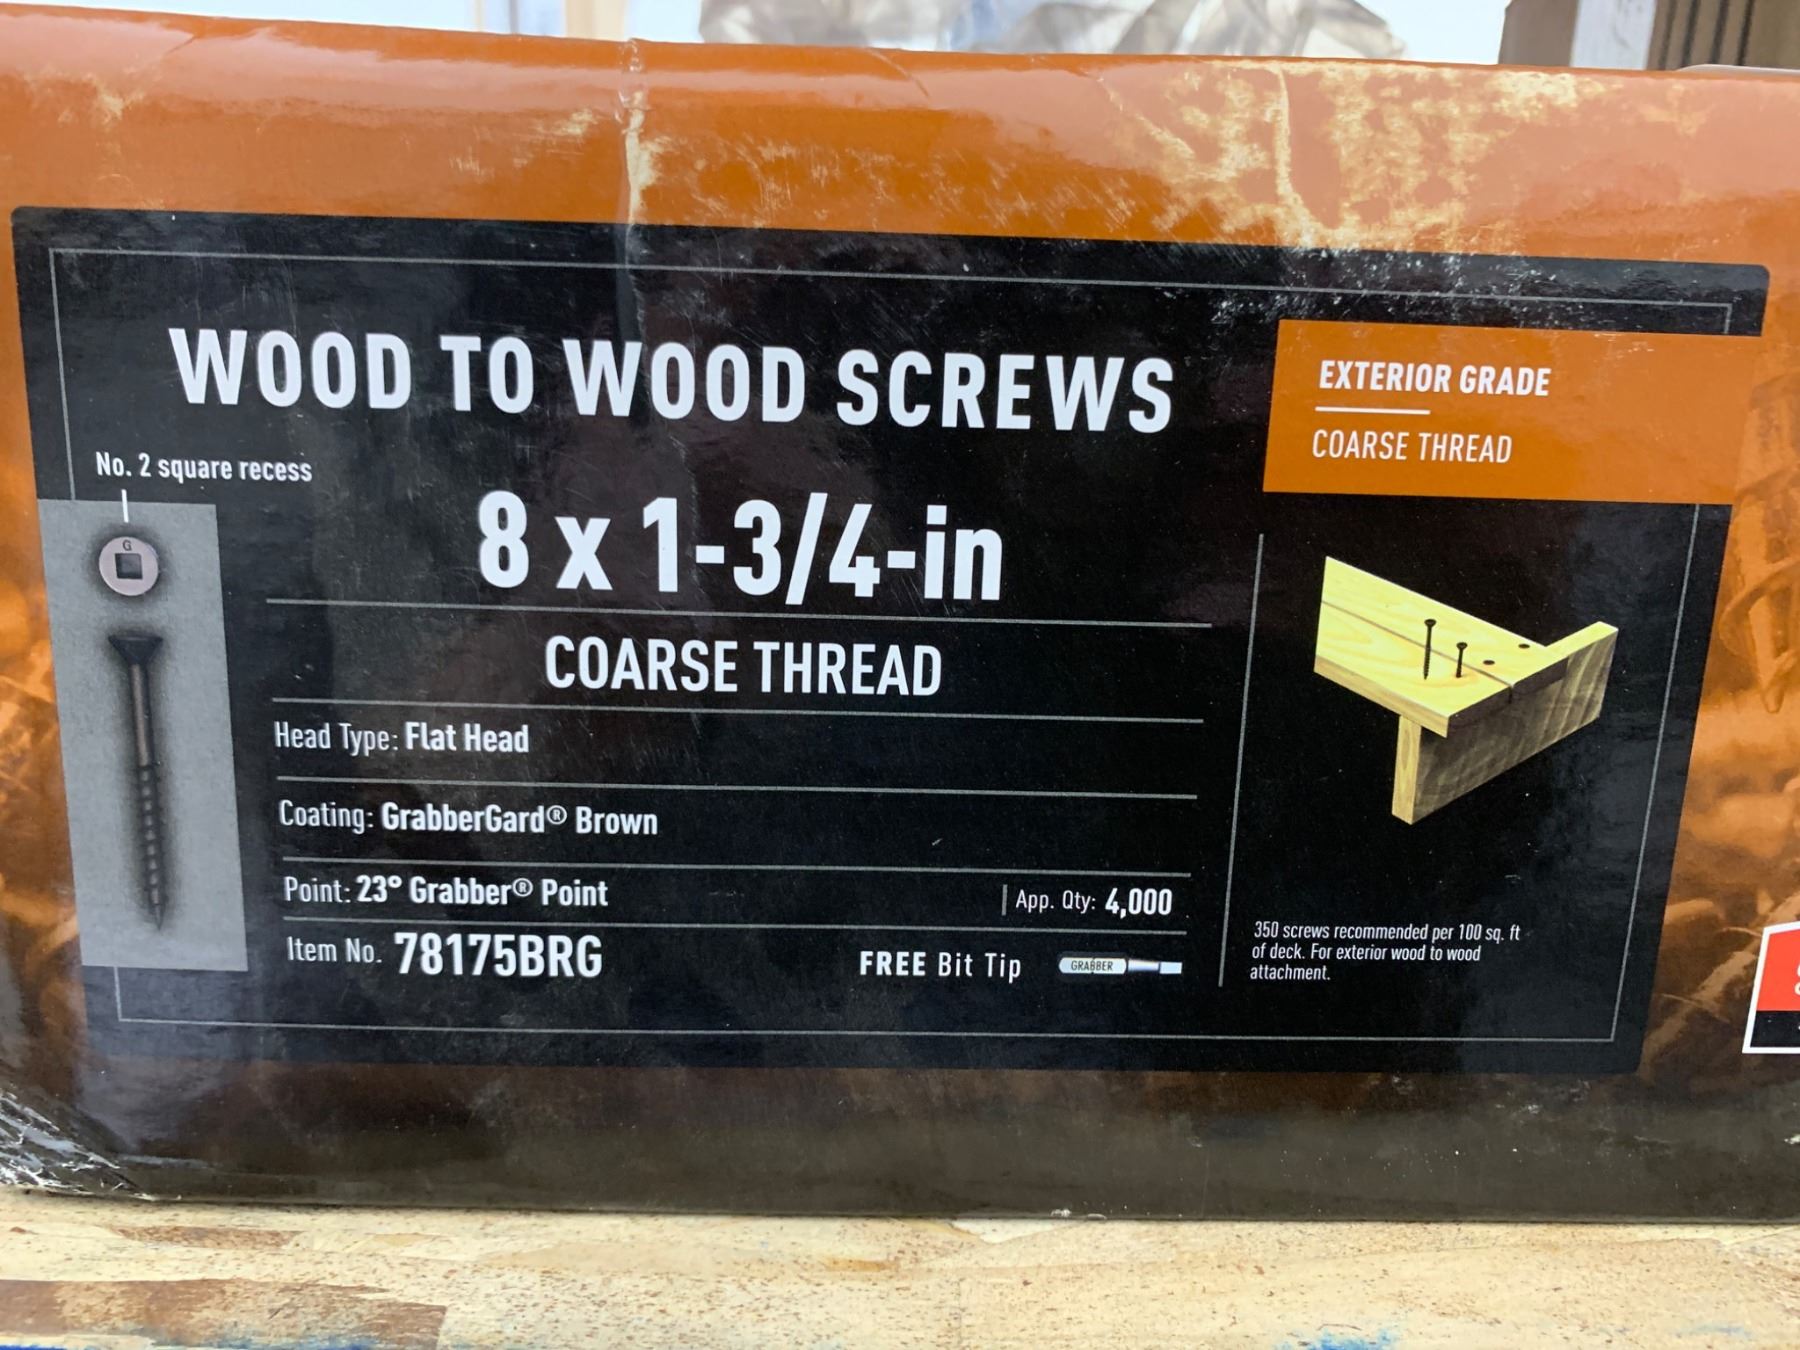 WOOD TO WOOD SCREWS
EXTERIOR GRADE
COARSE THREAD
No. 2 square recess
G
8 x 1-3/4-in
COARSE THREAD
Head Type: Flat Head
Coating: GrabberGard® Brown
Point: 23° Grabber® Point
App. Qty: 4,000
Item No. 78175BRG
FREE Bit Tip
GRABBER
350 screws recommended per 100 sq. ft
of deck. For exterior wood to wood
attachment.